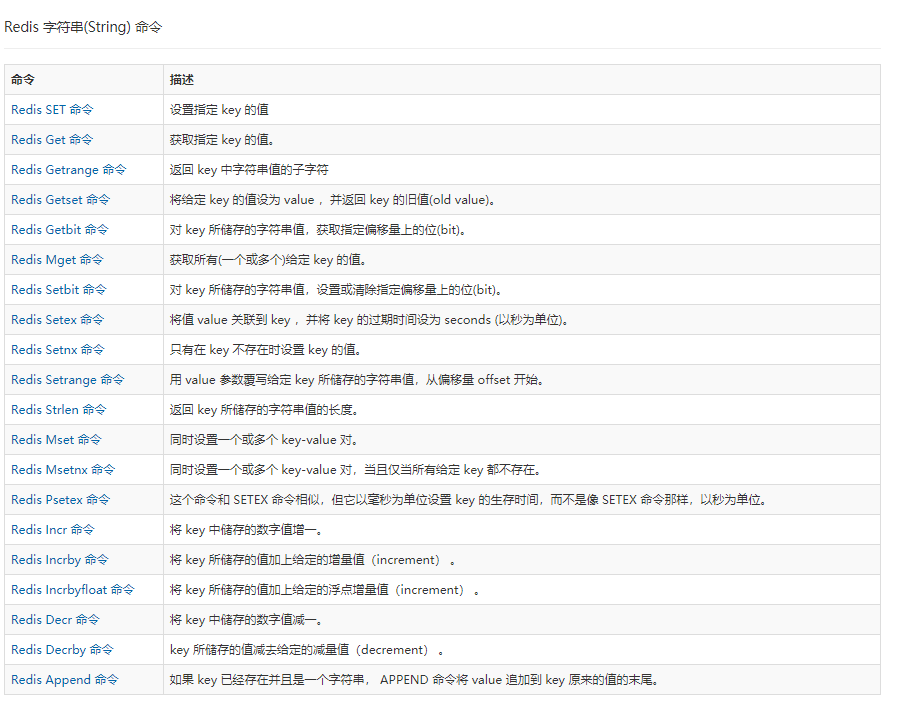 Redis 字符串(String) 命令
命令 描述
Redis SET 命令 设置指定 key 的值
Redis Get 命令 获取指定 key 的值。
Redis Getrange 命令 返回 key 中字符串值的子字符
Redis Getset 命令 将给定 key 的值设为 value ，并返回 key 的旧值(old value)。
Redis Getbit 命令 对 key 所储存的字符串值，获取指定偏移量上的位(bit)。
Redis Mget 命令 获取所有(一个或多个)给定 key 的值。
Redis Setbit 命令 对 key 所储存的字符串值，设置或清除指定偏移量上的位(bit)。
Redis Setex 命令 将值 value 关联到 key ，并将 key 的过期时间设为 seconds (以秒为单位)。
Redis Setnx 命令 只有在 key 不存在时设置 key 的值。
Redis Setrange 命令 用 value 参数覆写给定 key 所储存的字符串值，从偏移量 offset 开始。
Redis Strlen 命令 返回 key 所储存的字符串值的长度。
Redis Mset 命令 同时设置一个或多个 key-value 对。
Redis Msetnx 命令 同时设置一个或多个 key-value 对，当且仅当所有给定 key 都不存在。
Redis Psetex 命令 这个命令和 SETEX 命令相似，但它以毫秒为单位设置 key 的生存时间，而不是像 SETEX 命令那样，以秒为单位。
Redis Incr 命令 将 key 中储存的数字值增一。
Redis Incrby 命令 将 key 所储存的值加上给定的增量值（increment） 。
Redis Incrbyfloat 命令 将 key 所储存的值加上给定的浮点增量值（increment） 。
Redis Decr 命令 将 key 中储存的数字值减一。
Redis Decrby 命令 key 所储存的值减去给定的减量值（decrement） 。
Redis Append 命令 如果 key 已经存在并且是一个字符串， APPEND 命令将 value 追加到 key 原来的值的末尾。